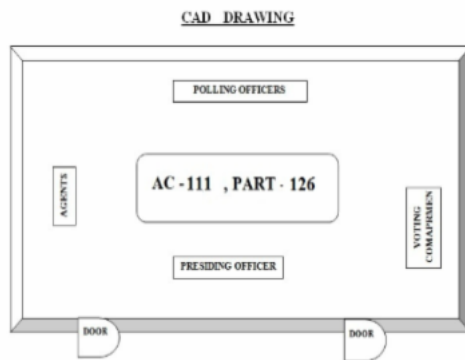 CAD DRAWING
POLLING OFFICERS
AGENTS
AC -111 , PART - 126
VOTING
COMAPRMEN
PRESIDING OFFICER
DOOR
DOOR